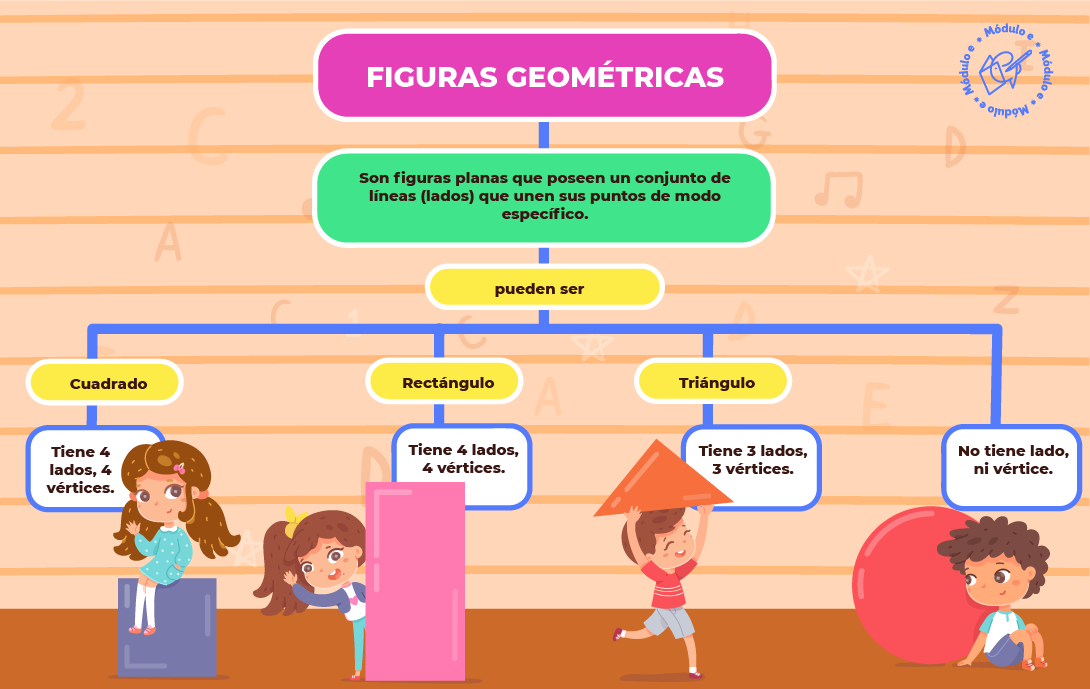 FIGURAS GEOMÉTRICAS
Módulo e • Módulo e • Módulo e • Módulo e •
Son figuras planas que poseen un conjunto de
líneas (lados) que unen sus puntos de modo
específico.
pueden ser
Cuadrado
Rectángulo
Triángulo
Tiene 4
lados, 4
vértices.
Tiene 4 lados,
4 vértices.
Tiene 3 lados,
3 vértices.
No tiene lado,
ni vértice.